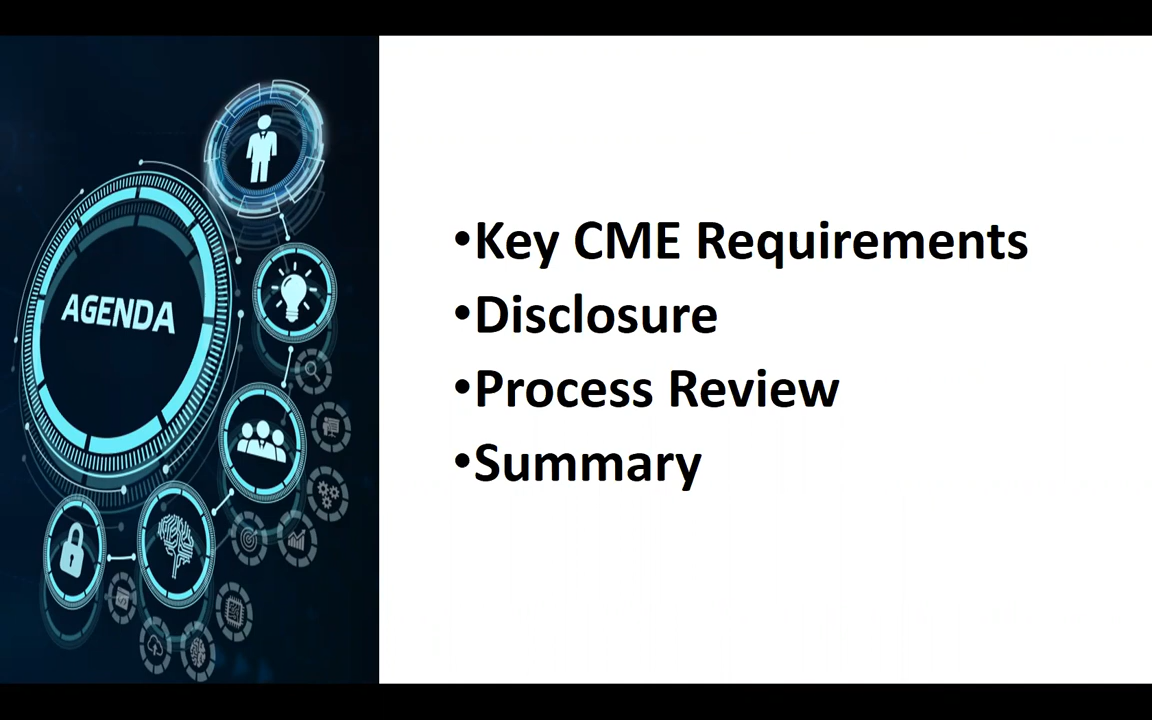 AGENDA
•Key CME Requirements
•Disclosure
•Process Review
•Summary